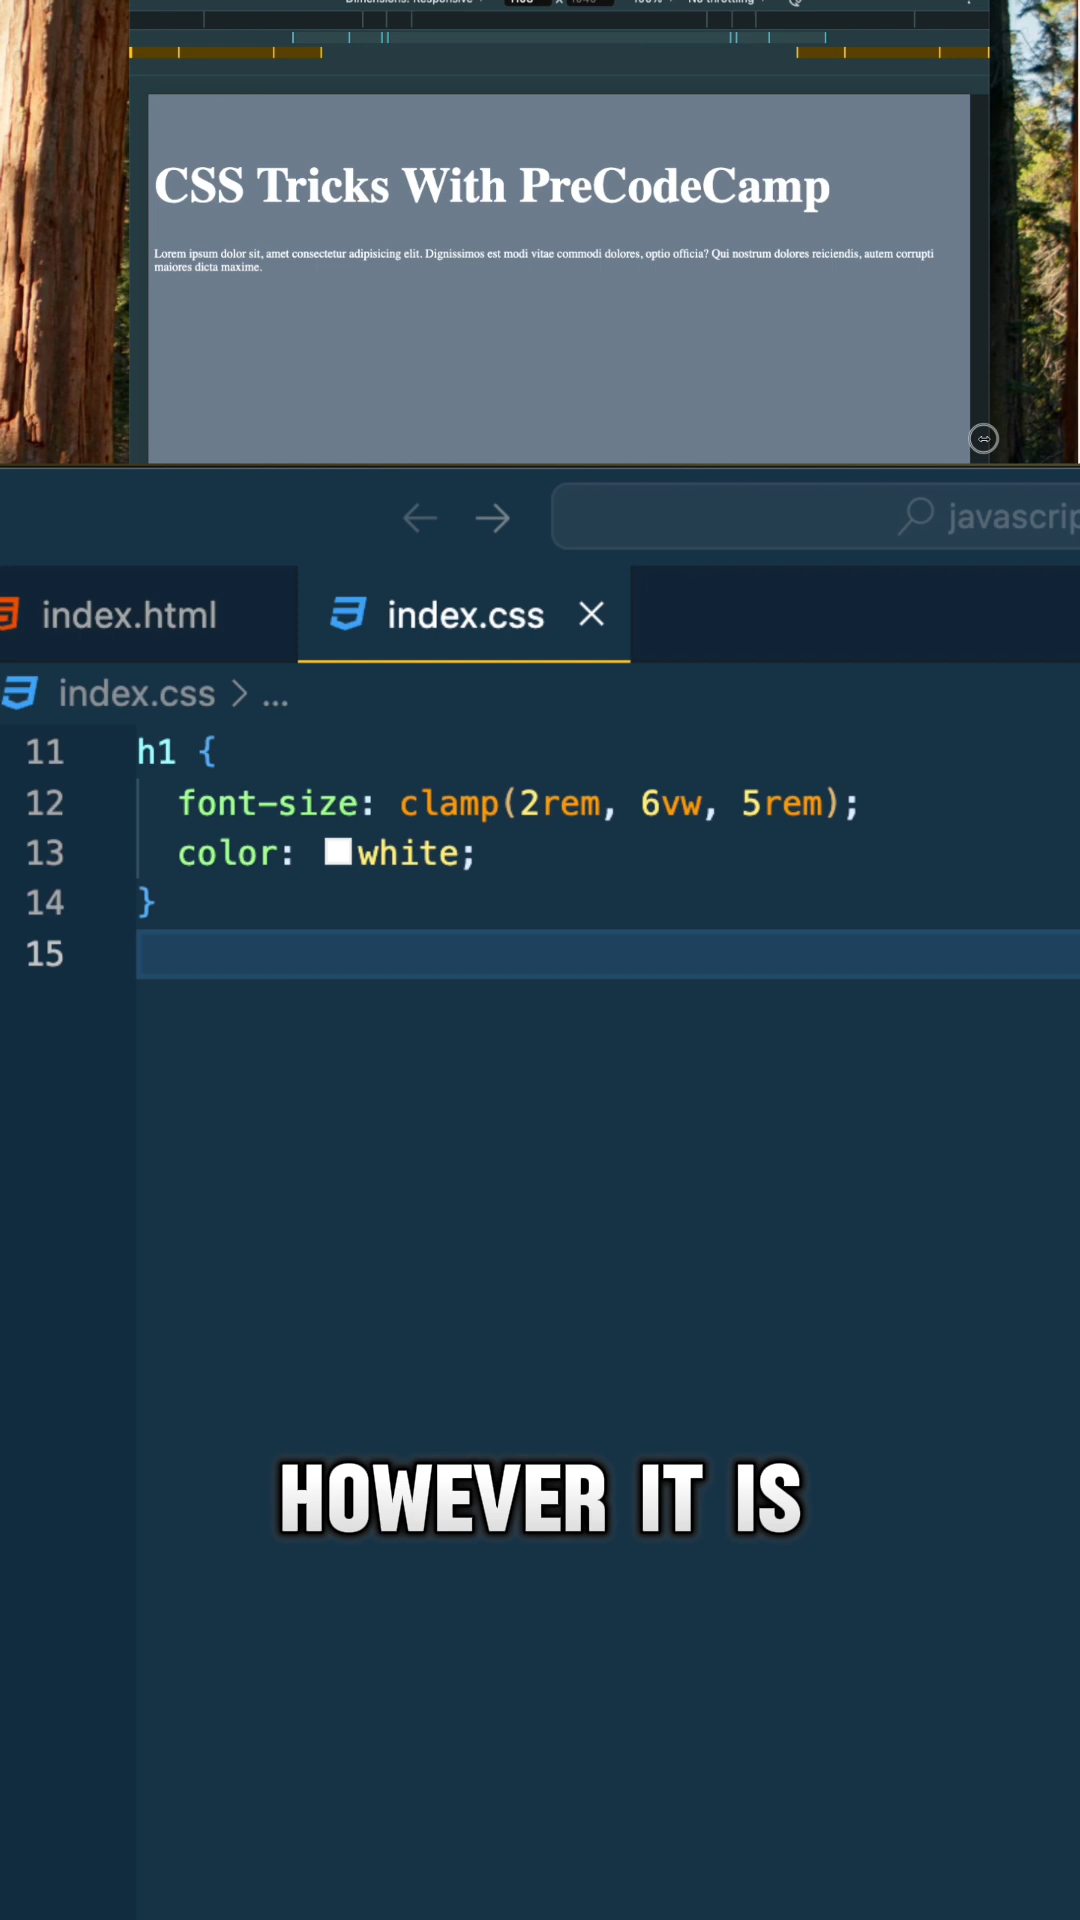 CSS Tricks With PreCodeCamp
Lorem ipsum dolor sit, amet consectetur adipisicing elit. Dignissimos est modi vitae commodi dolores, optio officia? Qui nostrum dolores reiciendis, autem corrupti
maiores dicta maxime.
index.html
index.css
index.css > ...
11 h1 {
12 font-size: clamp(2rem, 6vw, 5rem);
13 color: white;
14 }
15
HOWEVER IT IS